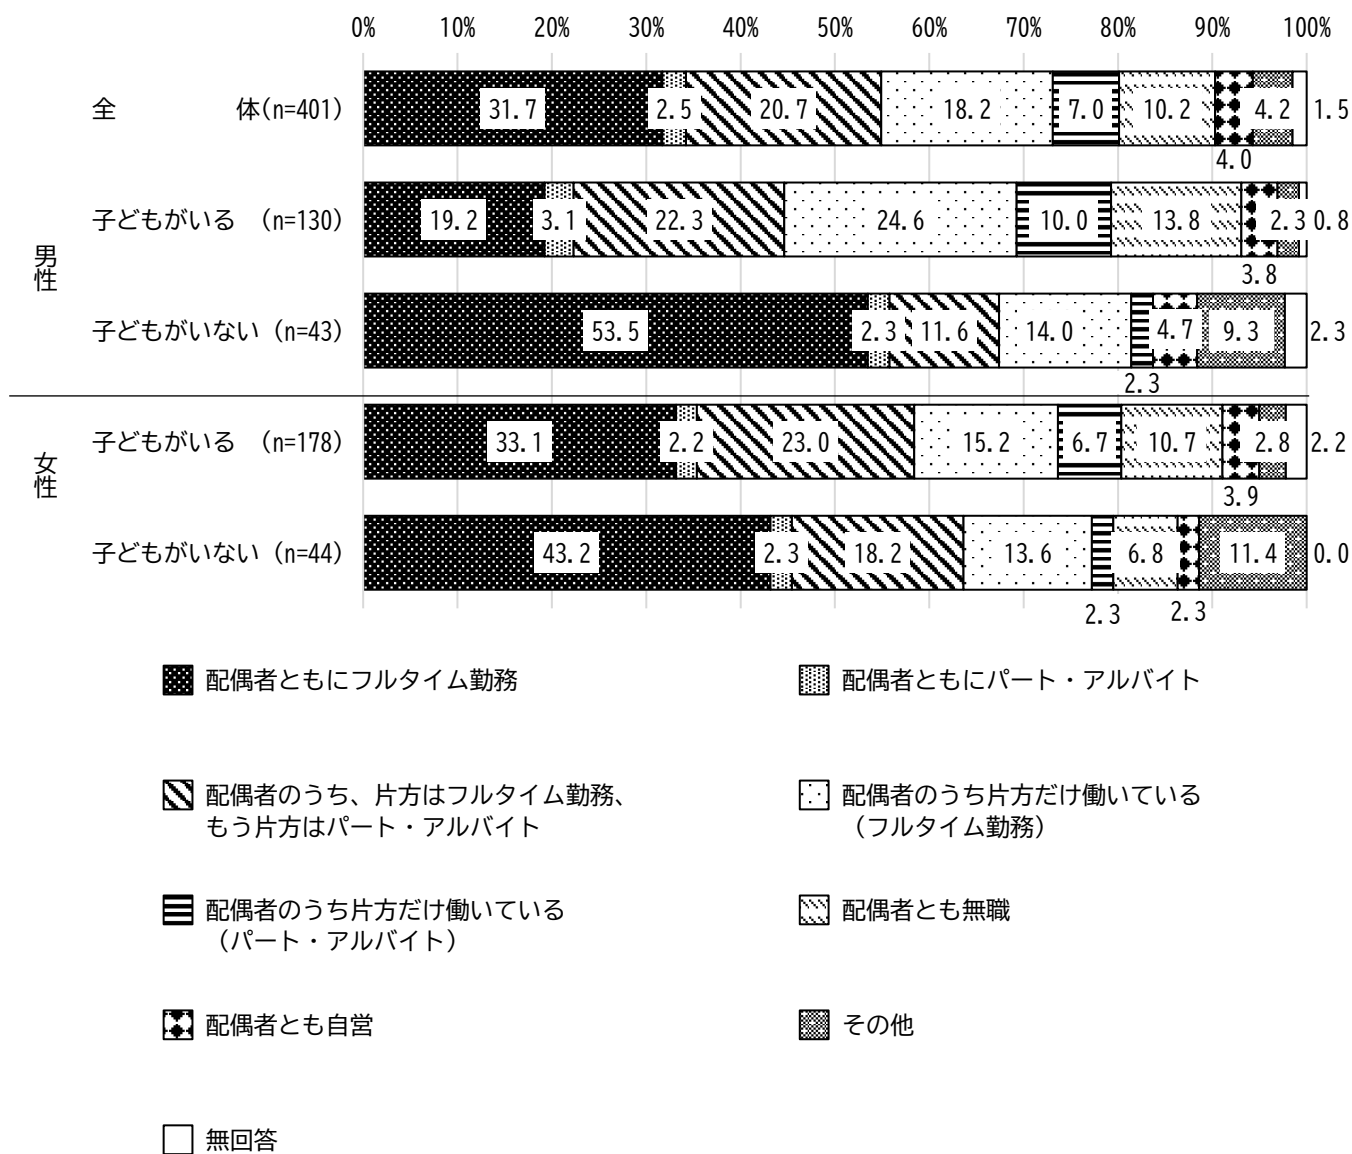 0% 10% 20% 30% 40% 50% 60% 70% 80% 90% 100%
全 体(n=401) 31.7 2.5 20.7 18.2 7.0 10.2 4.2 1.5
4.0
男性
子どもがいる (n=130) 19.2 3.1 22.3 24.6 10.0 13.8 2.3 0.8
3.8
子どもがいない(n=43) 53.5 2.3 11.6 14.0 4.7 9.3 2.3
2.3
女性
子どもがいる (n=178) 33.1 2.2 23.0 15.2 6.7 10.7 2.8 2.2
3.9
子どもがいない(n=44) 43.2 2.3 18.2 13.6 6.8 11.4 0.0
2.3 2.3
配偶者ともにフルタイム勤務
配偶者ともにパート・アルバイト
配偶者のうち、片方はフルタイム勤務、
もう片方はパート・アルバイト
配偶者のうち片方だけ働いている
(フルタイム勤務)
配偶者のうち片方だけ働いている
(パート・アルバイト)
配偶者とも無職
配偶者とも自営
その他
無回答